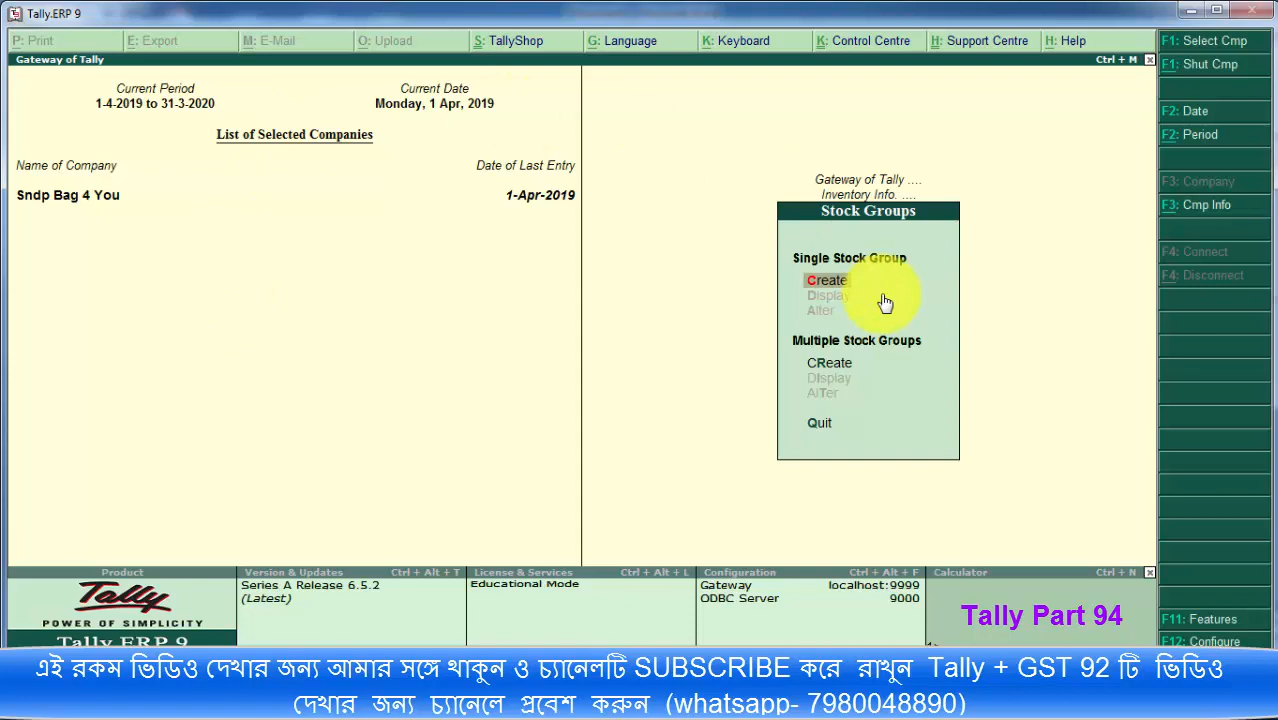 Tally.ERP 9
P: Print E: Export M: E-Mail O: Upload S: TallyShop G: Language K: Keyboard K: Control Centre H: Support Centre H: Help
Gateway of Tally Ctrl + M
Current Period Current Date
1-4-2019 to 31-3-2020 Monday, 1 Apr, 2019
List of Selected Companies
Name of Company Date of Last Entry
Sndp Bag 4 You 1-Apr-2019
Gateway of Tally ....
Inventory Info. ....
Stock Groups
Single Stock Group
Create
Display
Alter
Multiple Stock Groups
CReate
DIsplay
AlTer
Quit
F1: Select Cmp
F1: Shut Cmp
F2: Date
F2: Period
F3: Company
F3: Cmp Info
F4: Connect
F4: Disconnect
F11: Features
F12: Configure
Product
Tally
POWER OF SIMPLICITY
Tally.ERP 9
Version & Updates Ctrl + Alt + T
Series A Release 6.5.2
(Latest)
License & Services Ctrl + Alt + L
Educational Mode
Configuration Ctrl + Alt + F
Gateway localhost:9999
ODBC Server 9000
Calculator Ctrl + N
Tally Part 94
এই রকম ভিডিও দেখার জন্য আমার সঙ্গে থাকুন ও চ্যানেলটি SUBSCRIBE করে রাখুন Tally + GST 92 টি ভিডিও
দেখার জন্য চ্যানেলে প্রবেশ করুন (whatsapp- 7980048890)